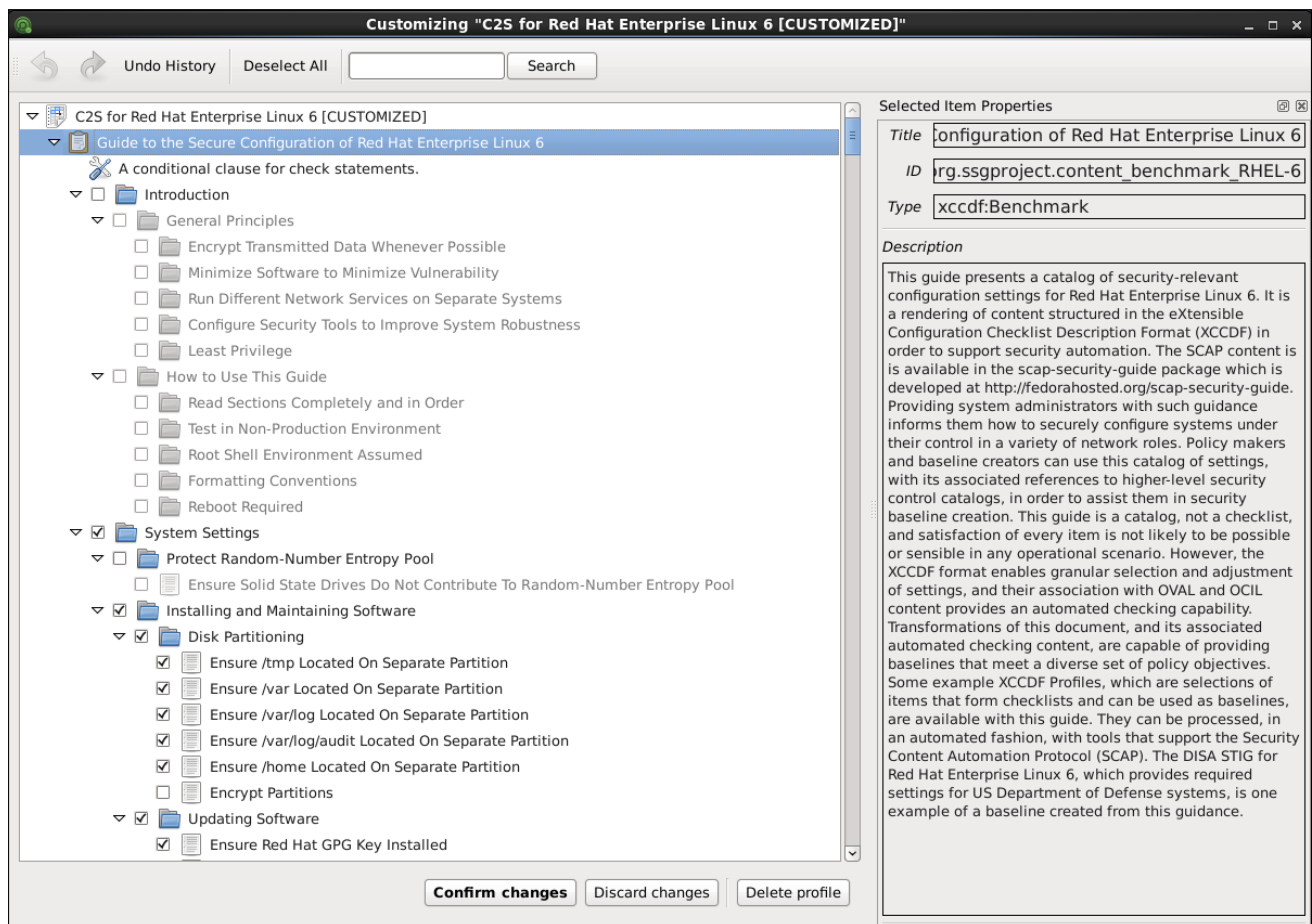 Customizing "C2S for Red Hat Enterprise Linux 6 [CUSTOMIZED]"
Undo History
Deselect All
Search
C2S for Red Hat Enterprise Linux 6 [CUSTOMIZED]
Guide to the Secure Configuration of Red Hat Enterprise Linux 6
A conditional clause for check statements.
Introduction
General Principles
Encrypt Transmitted Data Whenever Possible
Minimize Software to Minimize Vulnerability
Run Different Network Services on Separate Systems
Configure Security Tools to Improve System Robustness
Least Privilege
How to Use This Guide
Read Sections Completely and in Order
Test in Non-Production Environment
Root Shell Environment Assumed
Formatting Conventions
Reboot Required
System Settings
Protect Random-Number Entropy Pool
Ensure Solid State Drives Do Not Contribute To Random-Number Entropy Pool
Installing and Maintaining Software
Disk Partitioning
Ensure /tmp Located On Separate Partition
Ensure /var Located On Separate Partition
Ensure /var/log Located On Separate Partition
Ensure /var/log/audit Located On Separate Partition
Ensure /home Located On Separate Partition
Encrypt Partitions
Updating Software
Ensure Red Hat GPG Key Installed
Confirm changes
Discard changes
Delete profile
Selected Item Properties
Title Configuration of Red Hat Enterprise Linux 6
ID org.ssgproject.content_benchmark_RHEL-6
Type xccdf:Benchmark
Description
This guide presents a catalog of security-relevant
configuration settings for Red Hat Enterprise Linux 6. It is
a rendering of content structured in the eXtensible
Configuration Checklist Description Format (XCCDF) in
order to support security automation. The SCAP content is
is available in the scap-security-guide package which is
developed at http://fedorahosted.org/scap-security-guide.
Providing system administrators with such guidance
informs them how to securely configure systems under
their control in a variety of network roles. Policy makers
and baseline creators can use this catalog of settings,
with its associated references to higher-level security
control catalogs, in order to assist them in security
baseline creation. This guide is a catalog, not a checklist,
and satisfaction of every item is not likely to be possible
or sensible in any operational scenario. However, the
XCCDF format enables granular selection and adjustment
of settings, and their association with OVAL and OCIL
content provides an automated checking capability.
Transformations of this document, and its associated
automated checking content, are capable of providing
baselines that meet a diverse set of policy objectives.
Some example XCCDF Profiles, which are selections of
items that form checklists and can be used as baselines,
are available with this guide. They can be processed, in
an automated fashion, with tools that support the Security
Content Automation Protocol (SCAP). The DISA STIG for
Red Hat Enterprise Linux 6, which provides required
settings for US Department of Defense systems, is one
example of a baseline created from this guidance.